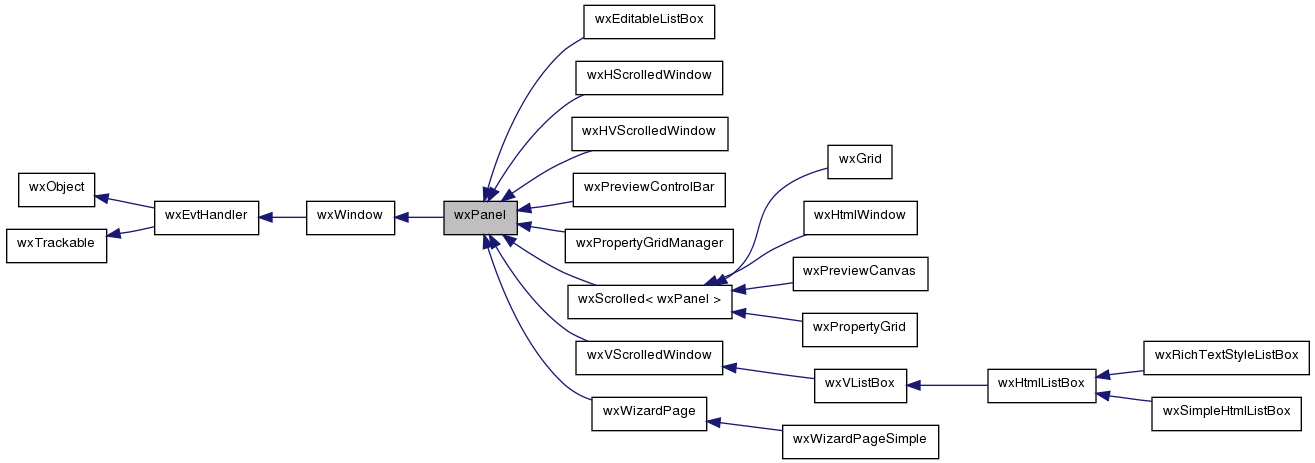 wxObject
wxTrackable
wxEvtHandler
wxWindow
wxPanel
wxEditableListBox
wxHScrolledWindow
wxHVScrolledWindow
wxPreviewControlBar
wxPropertyGridManager
wxScrolled< wxPanel >
wxVScrolledWindow
wxWizardPage
wxGrid
wxHtmlWindow
wxPreviewCanvas
wxPropertyGrid
wxVListBox
wxWizardPageSimple
wxHtmlListBox
wxRichTextStyleListBox
wxSimpleHtmlListBox